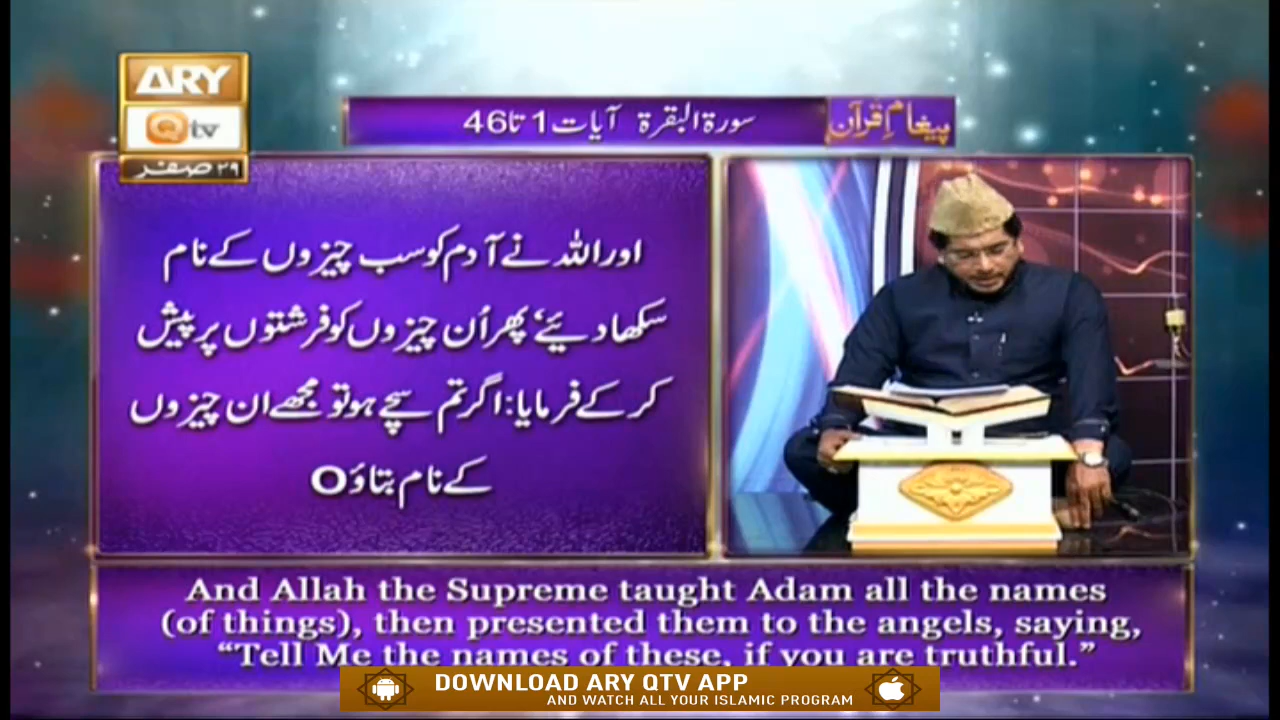 ARY
Qtv
۲۹ صفر
پیغامِ قرآن
سورۃ البقرۃ آیات 1 تا 46
اور اللہ نے آدم کو سب چیزوں کے نام
سکھا دیئے، پھر اُن چیزوں کو فرشتوں پر پیش
کر کے فرمایا: اگر تم سچے ہو تو مجھے ان چیزوں
کے نام بتاؤO
And Allah the Supreme taught Adam all the names
(of things), then presented them to the angels, saying,
“Tell Me the names of these, if you are truthful.”
DOWNLOAD ARY QTV APP
AND WATCH ALL YOUR ISLAMIC PROGRAM